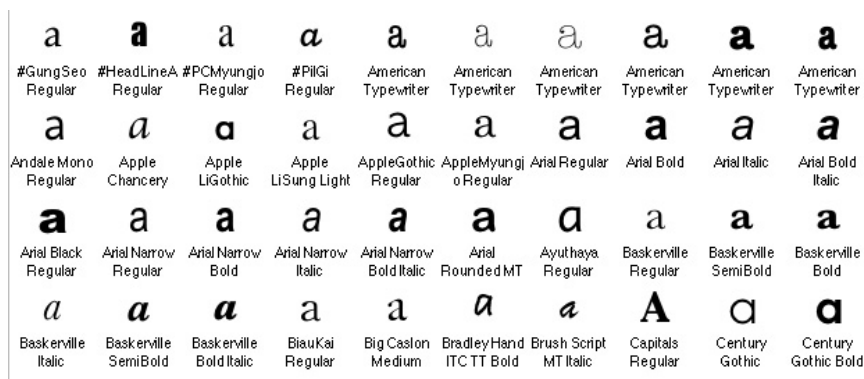 a a a a a a a a a a
#GungSeo #HeadLineA #PCMyungjo #PilGi American American American American American American
Regular Regular Regular Regular Typewriter Typewriter Typewriter Typewriter Typewriter Typewriter
a a a a a a a a a a
Andale Mono Apple Apple Apple AppleGothic AppleMyungj Arial Regular Arial Bold Arial Italic Arial Bold
Regular Chancery LiGothic LiSung Light Regular o Regular Italic
a a a a a a a a a a
Arial Black Arial Narrow Arial Narrow Arial Narrow Arial Narrow Arial Ayuthaya Baskerville Baskerville Baskerville
Regular Regular Bold Italic Bold Italic Rounded MT Regular Regular SemiBold Bold
a a a a a a a A a a
Baskerville Baskerville Baskerville BiauKai Big Caslon Bradley Hand Brush Script Capitals Century Century
Italic SemiBold Bold Italic Regular Medium ITC TT Bold MT Italic Regular Gothic Gothic Bold